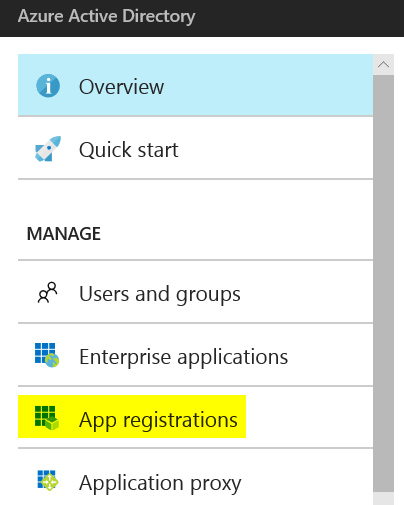 Azure Active Directory
Overview
Quick start
MANAGE
Users and groups
Enterprise applications
App registrations
Application proxy